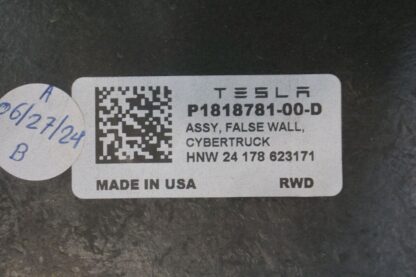 A
06/27/24
B
TESLA
P1818781-00-D
ASSY, FALSE WALL,
CYBERTRUCK
HNW 24 178 623171
MADE IN USA RWD